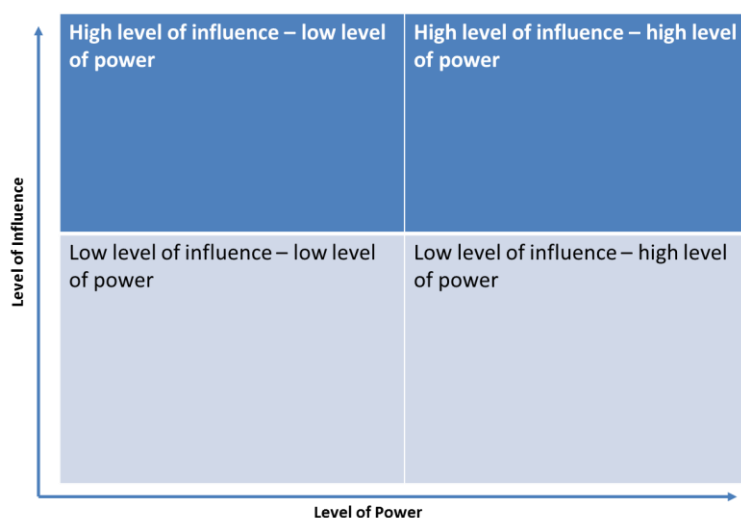 High level of influence – low level
of power
High level of influence – high level
of power
Level of Influence
Low level of influence – low level
of power
Low level of influence – high level
of power
Level of Power